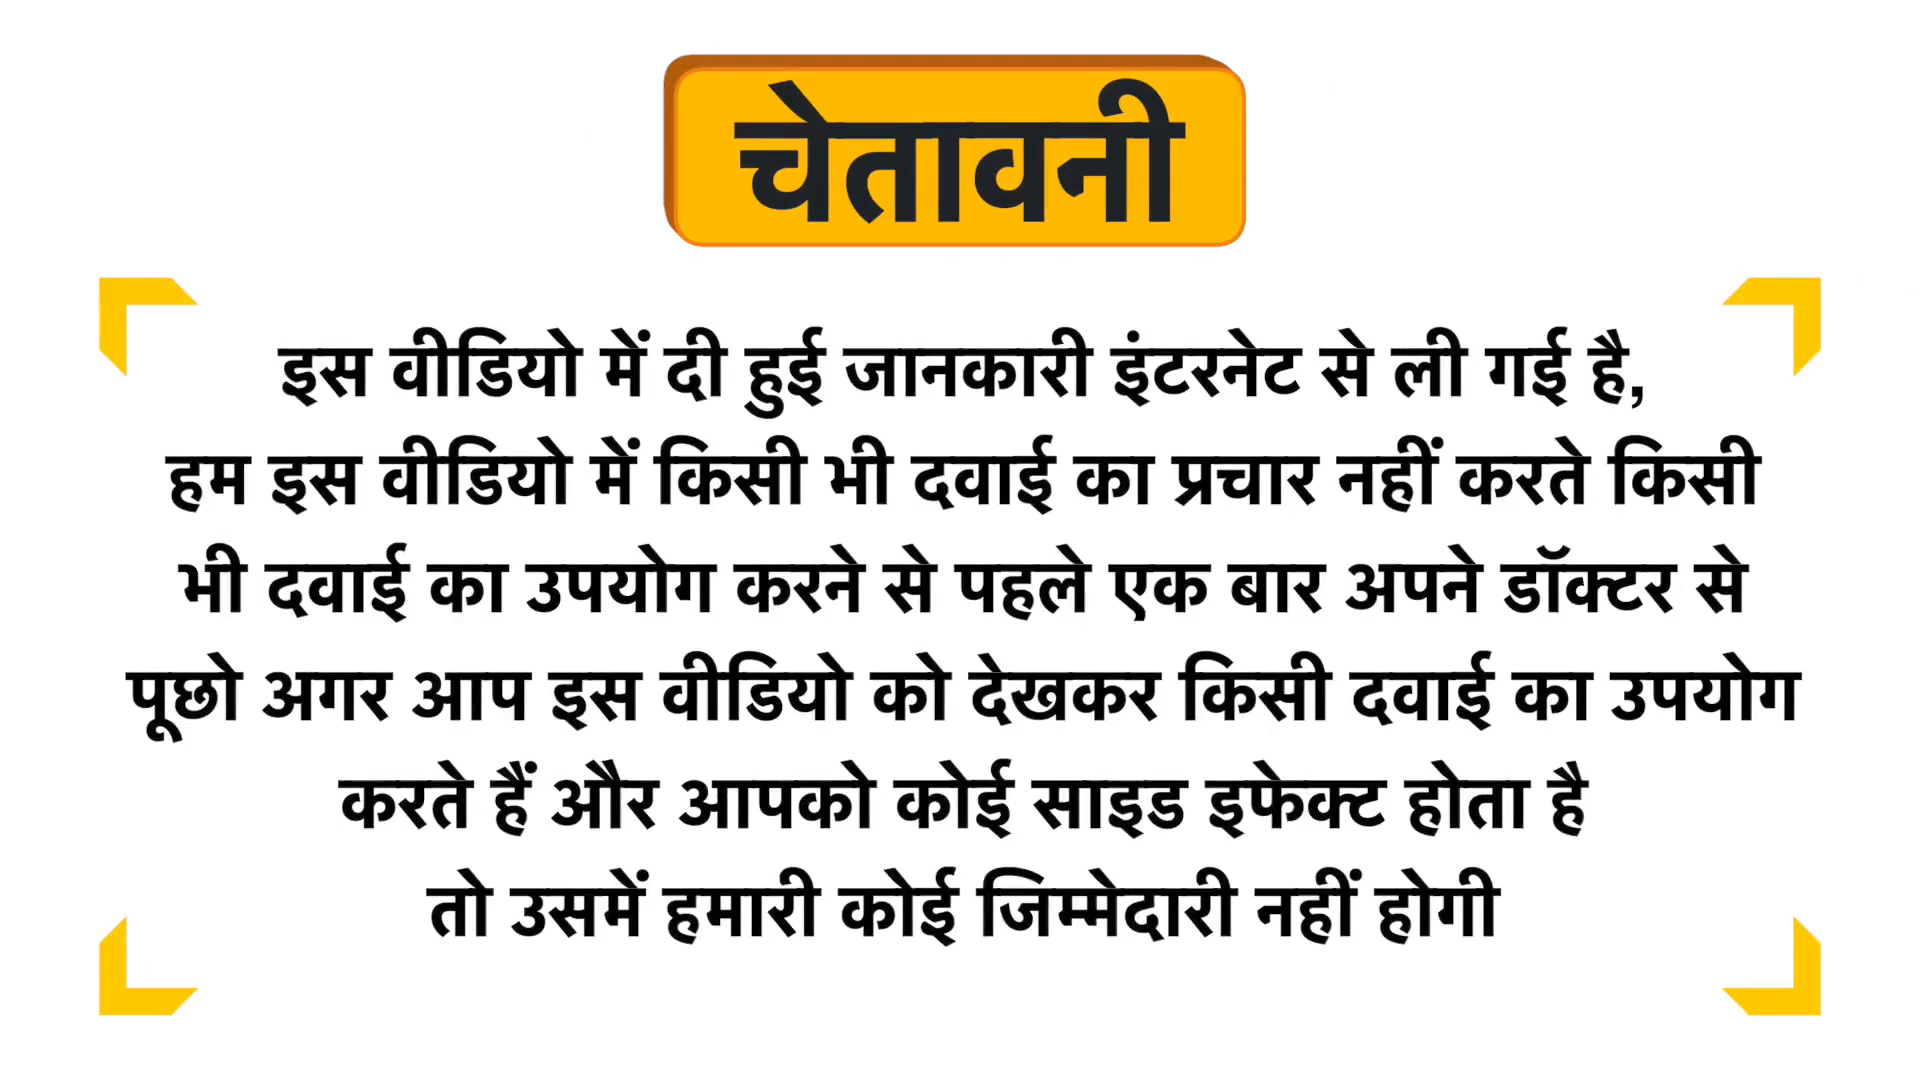 चेतावनी
इस वीडियो में दी हुई जानकारी इंटरनेट से ली गई है,
हम इस वीडियो में किसी भी दवाई का प्रचार नहीं करते किसी
भी दवाई का उपयोग करने से पहले एक बार अपने डॉक्टर से
पूछो अगर आप इस वीडियो को देखकर किसी दवाई का उपयोग
करते हैं और आपको कोई साइड इफेक्ट होता है
तो उसमें हमारी कोई जिम्मेदारी नहीं होगी